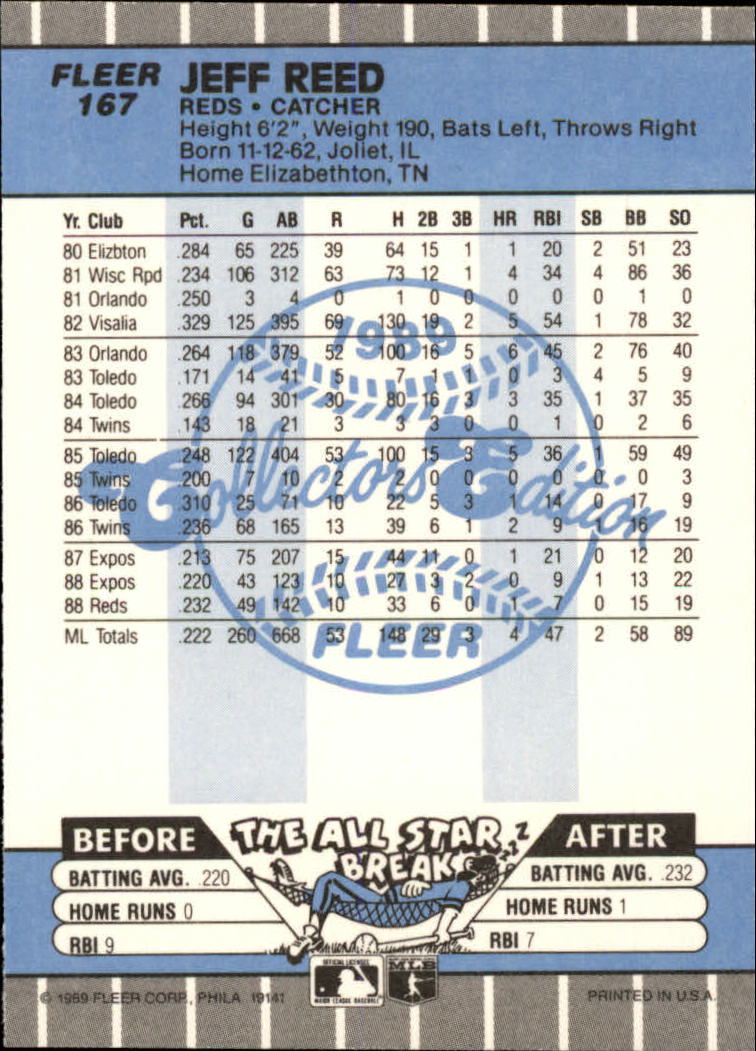 FLEER
167
JEFF REED
REDS • CATCHER
Height 6'2", Weight 190, Bats Left, Throws Right
Born 11-12-62, Joliet, IL
Home Elizabethton, TN
Yr. Club Pct. G AB R H 2B 3B HR RBI SB BB SO
80 Elizbton .284 65 225 39 64 15 1 1 20 2 51 23
81 Wisc Rpd .234 106 312 63 73 12 1 4 34 4 86 36
81 Orlando .250 3 4 0 1 0 0 0 0 0 1 0
82 Visalia .329 125 395 69 130 19 2 5 54 1 78 32
83 Orlando .264 118 379 52 100 16 5 6 45 2 76 40
83 Toledo .171 14 41 5 7 1 1 0 3 4 5 9
84 Toledo .266 94 301 30 80 16 3 3 35 1 37 35
84 Twins .143 18 21 3 3 3 0 0 1 0 2 6
85 Toledo .248 122 404 53 100 15 3 5 36 1 59 49
85 Twins .200 7 10 2 2 0 0 0 0 0 0 3
86 Toledo .310 25 71 10 22 5 3 1 14 0 17 9
86 Twins .236 68 165 13 39 6 1 2 9 1 16 19
87 Expos .213 75 207 15 44 11 0 1 21 0 12 20
88 Expos .220 43 123 10 27 3 2 0 9 1 13 22
88 Reds .232 49 142 10 33 6 0 1 7 0 15 19
ML Totals .222 260 668 53 148 29 3 4 47 2 58 89
1989
Collectors' Edition
FLEER
BEFORE THE ALL STAR BREAK ZZZ AFTER
BATTING AVG. .220
HOME RUNS 0
RBI 9
BATTING AVG. .232
HOME RUNS 1
RBI 7
OFFICIAL LICENSEE
MAJOR LEAGUE BASEBALL
MLB
© 1989 FLEER CORP., PHILA. 19141
PRINTED IN U.S.A.